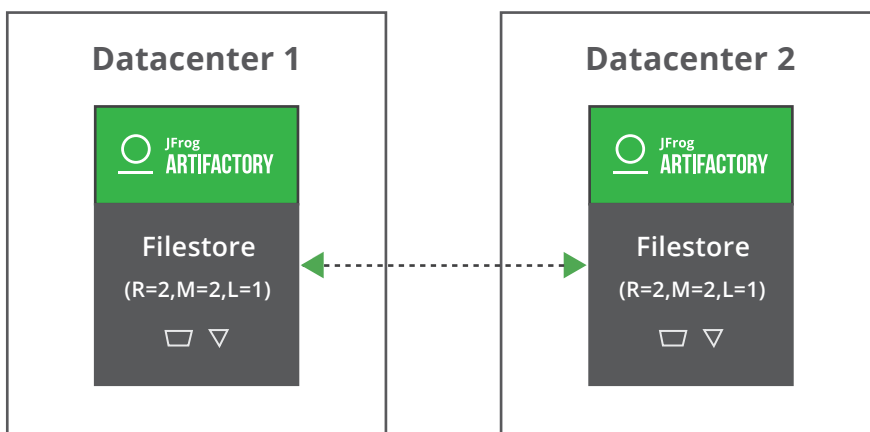 Datacenter 1
JFrog
ARTIFACTORY
Filestore
(R=2,M=2,L=1)
Datacenter 2
JFrog
ARTIFACTORY
Filestore
(R=2,M=2,L=1)